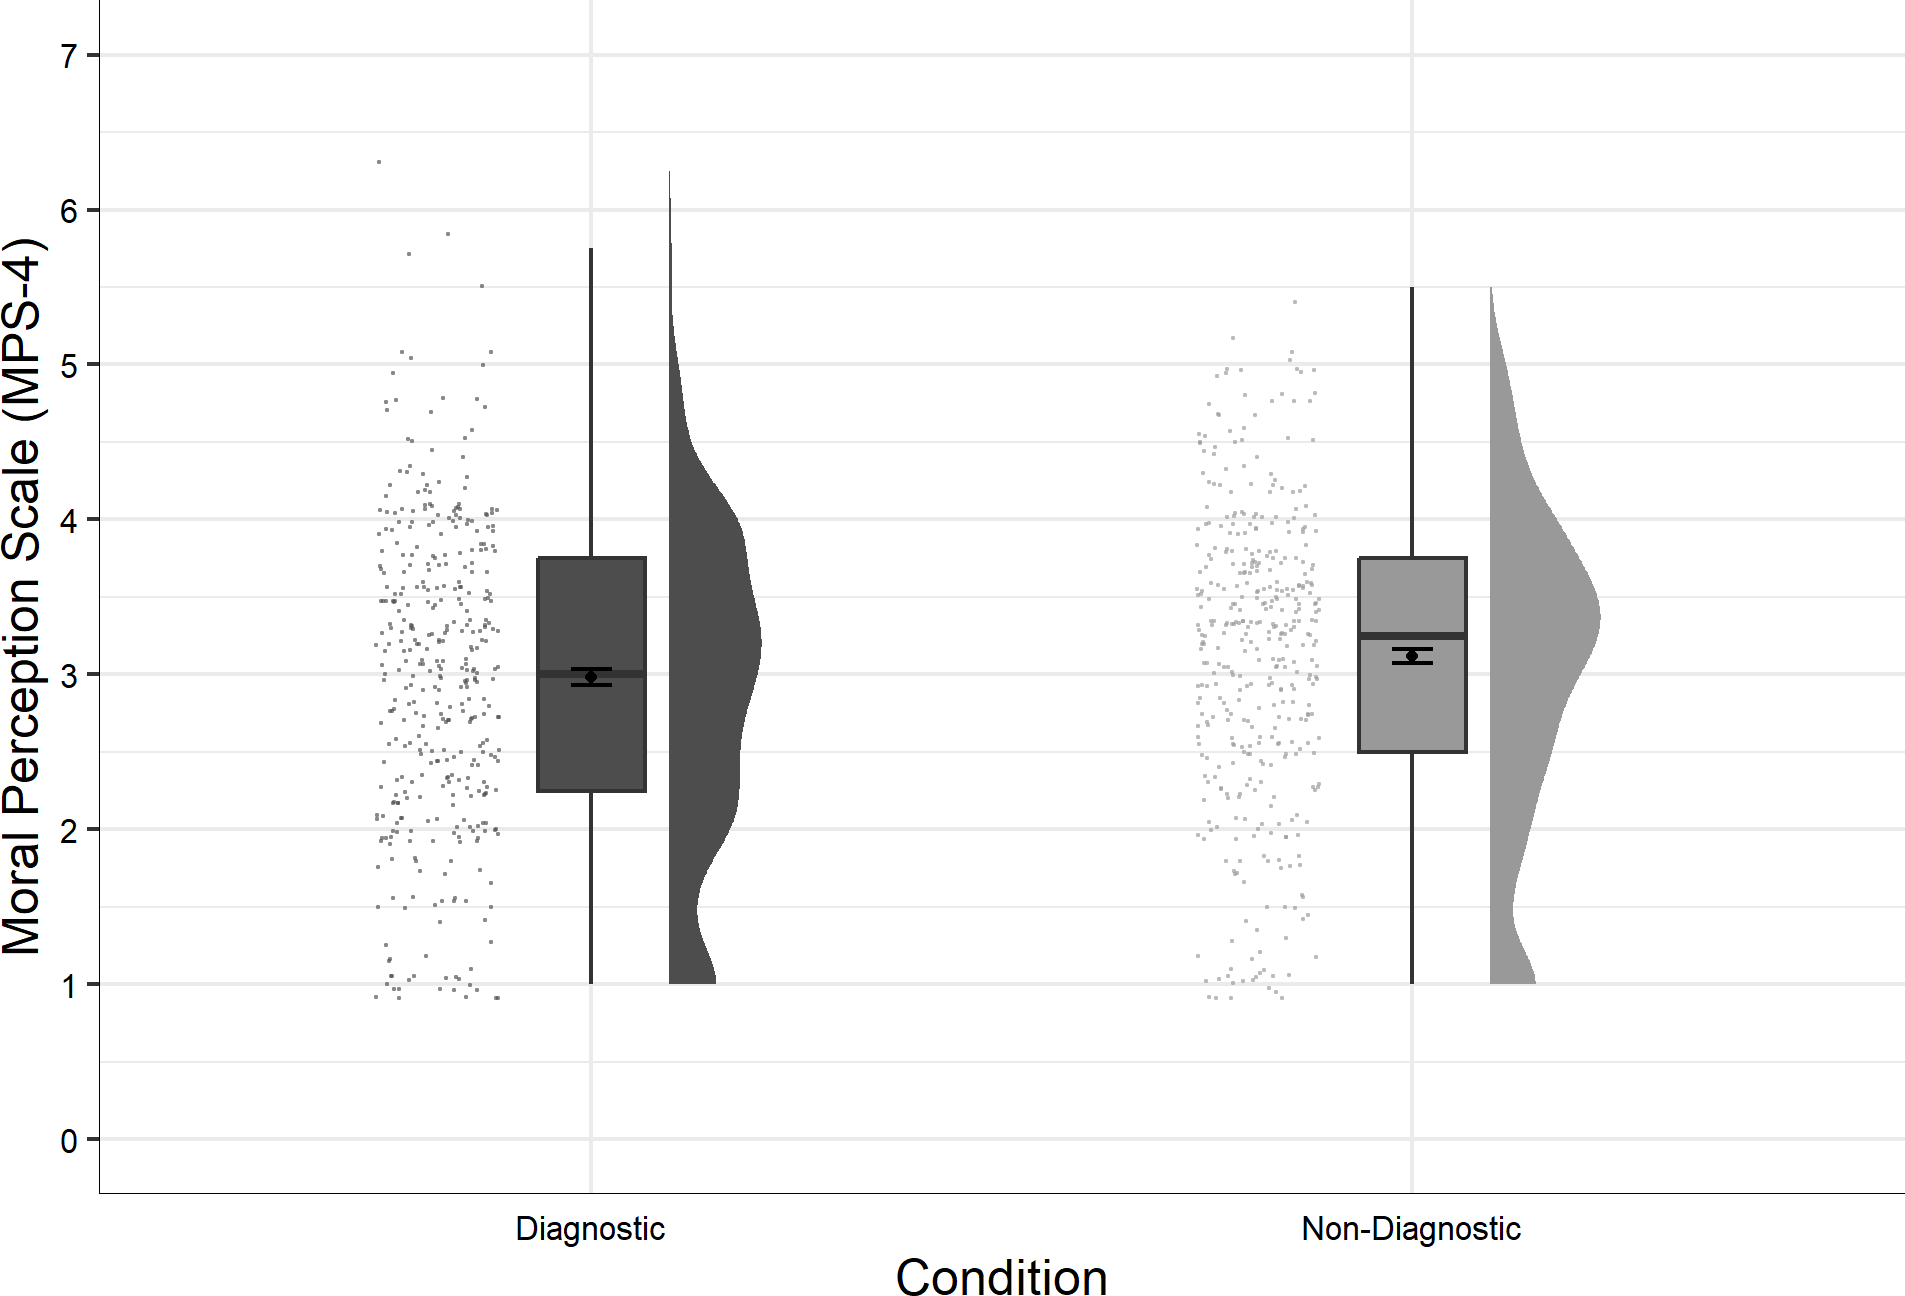 Moral Perception Scale (MPS-4)
7
6
5
4
3
2
1
0
Diagnostic
Non-Diagnostic
Condition